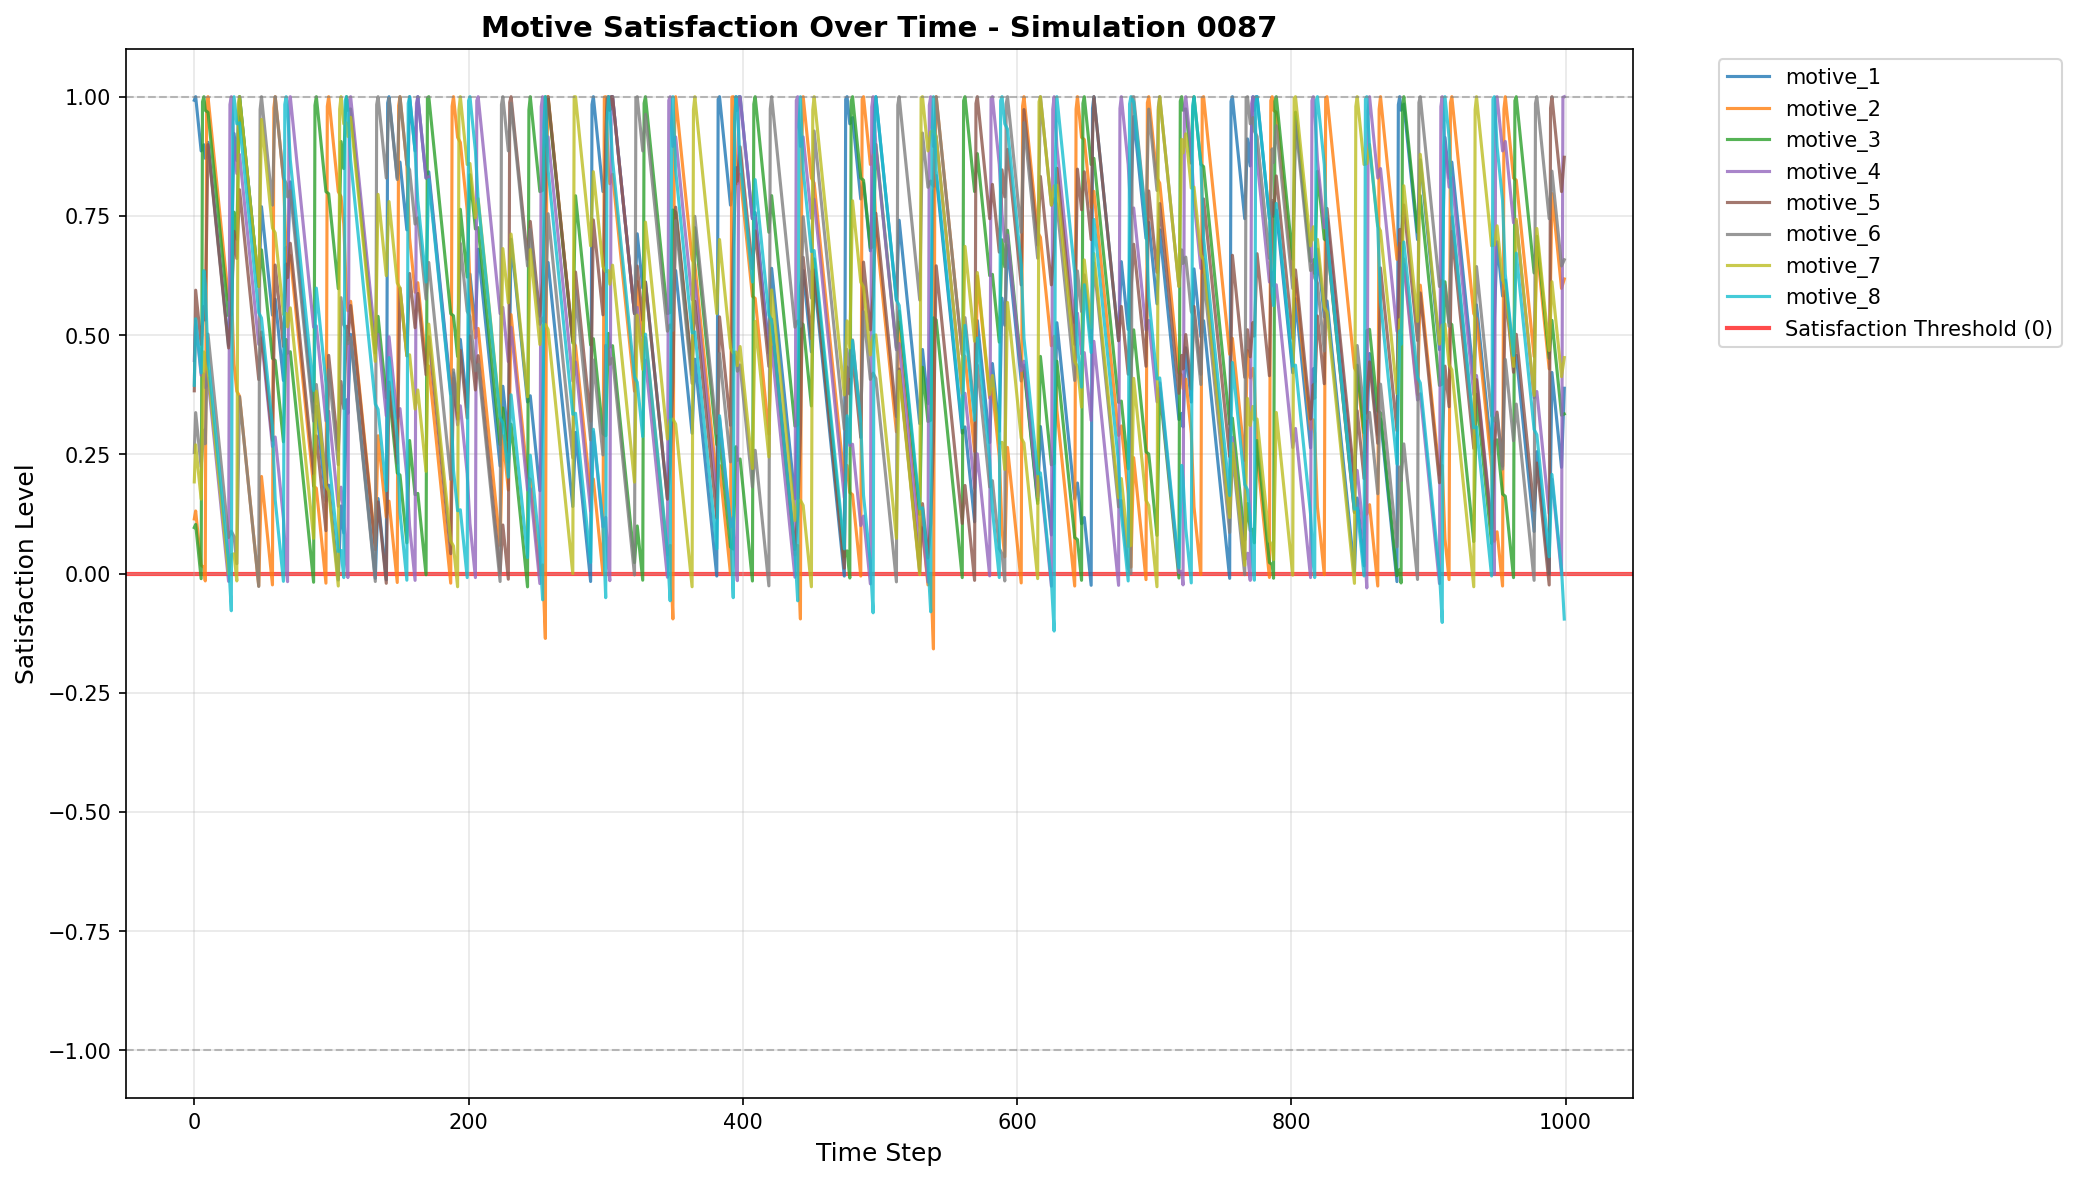 Motive Satisfaction Over Time - Simulation 0087
1.00
0.75
0.50
0.25
0.00
−0.25
−0.50
−0.75
−1.00
Satisfaction Level
0
200
400
600
800
1000
Time Step
motive_1
motive_2
motive_3
motive_4
motive_5
motive_6
motive_7
motive_8
Satisfaction Threshold (0)